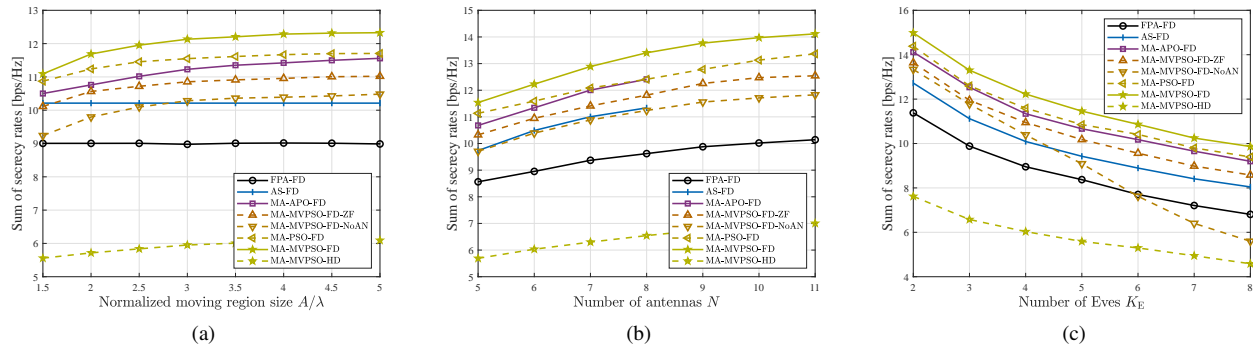 Sum of secrecy rates [bps/Hz]
13
12
11
10
9
8
7
6
5
1.5 2 2.5 3 3.5 4 4.5 5
Normalized moving region size A/λ
FPA-FD
AS-FD
MA-APO-FD
MA-MVPSO-FD-ZF
MA-MVPSO-FD-NoAN
MA-PSO-FD
MA-MVPSO-FD
MA-MVPSO-HD
(a)
Sum of secrecy rates [bps/Hz]
15
14
13
12
11
10
9
8
7
6
5
5 6 7 8 9 10 11
Number of antennas N
FPA-FD
AS-FD
MA-APO-FD
MA-MVPSO-FD-ZF
MA-MVPSO-FD-NoAN
MA-PSO-FD
MA-MVPSO-FD
MA-MVPSO-HD
(b)
Sum of secrecy rates [bps/Hz]
16
14
12
10
8
6
4
2 3 4 5 6 7 8
Number of Eves K_E
FPA-FD
AS-FD
MA-APO-FD
MA-MVPSO-FD-ZF
MA-MVPSO-FD-NoAN
MA-PSO-FD
MA-MVPSO-FD
MA-MVPSO-HD
(c)